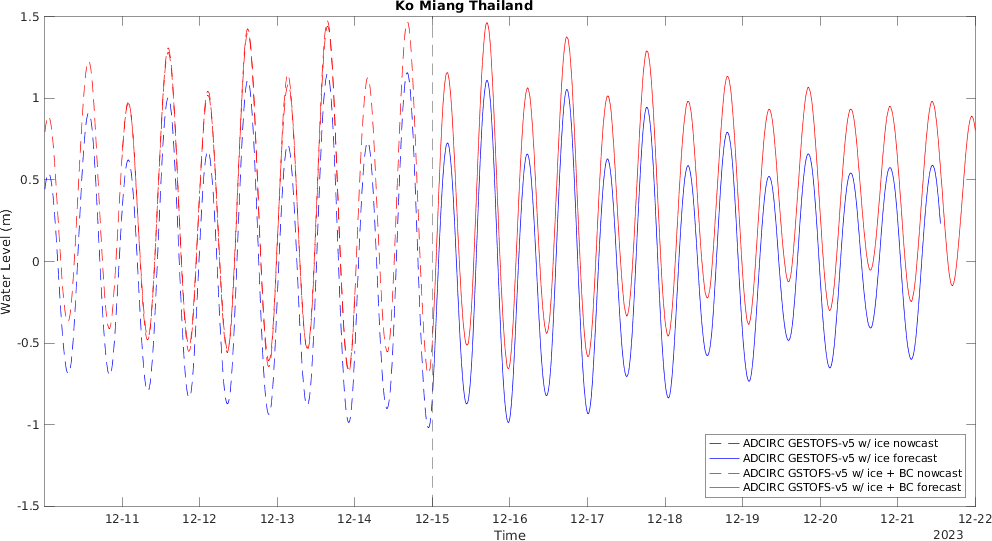 Ko Miang Thailand
Water Level (m)
1.5
1
0.5
0
-0.5
-1
-1.5
ADCIRC GESTOFS-v5 w/ ice nowcast
ADCIRC GESTOFS-v5 w/ ice forecast
ADCIRC GSTOFS-v5 w/ ice + BC nowcast
ADCIRC GSTOFS-v5 w/ ice + BC forecast
12-11 12-12 12-13 12-14 12-15 12-16 12-17 12-18 12-19 12-20 12-21 12-22
Time
2023